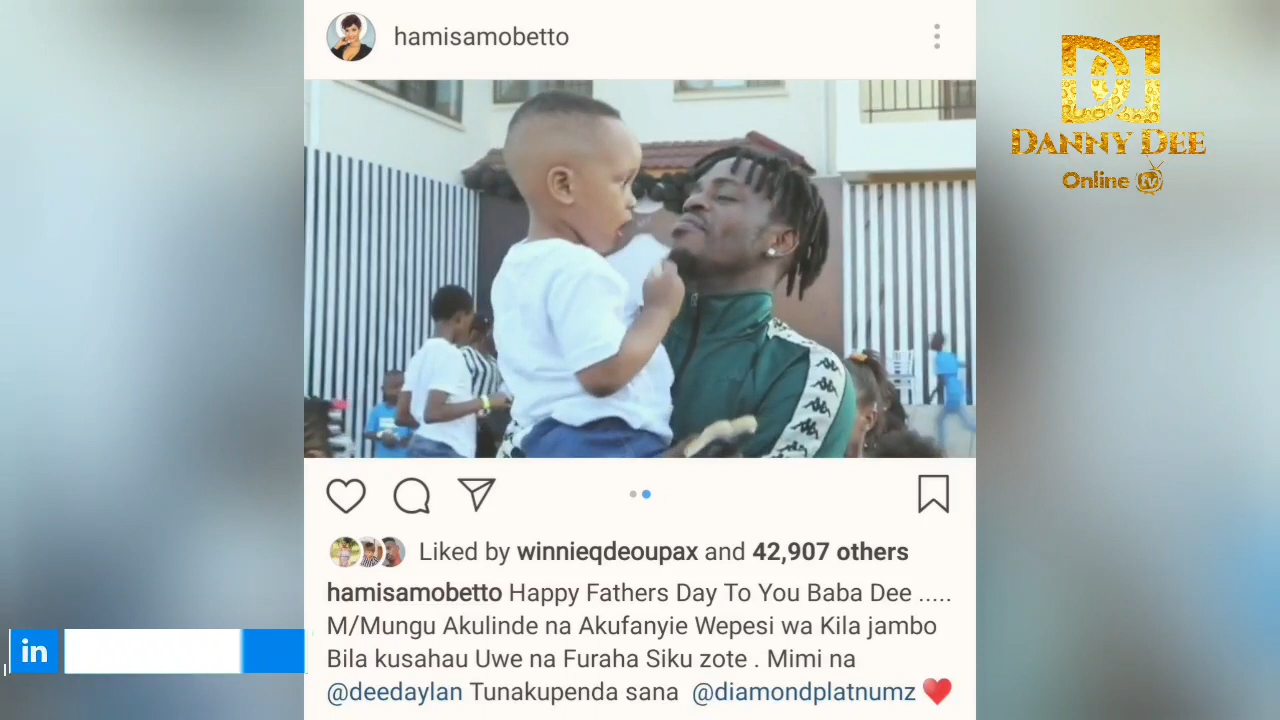 hamisamobetto
DANNY DEE
Online tv
Liked by winnieqdeoupax and 42,907 others
hamisamobetto Happy Fathers Day To You Baba Dee .....
M/Mungu Akulinde na Akufanyie Wepesi wa Kila jambo
Bila kusahau Uwe na Furaha Siku zote . Mimi na
@deedaylan Tunakupenda sana @diamondplatnumz ❤️
in